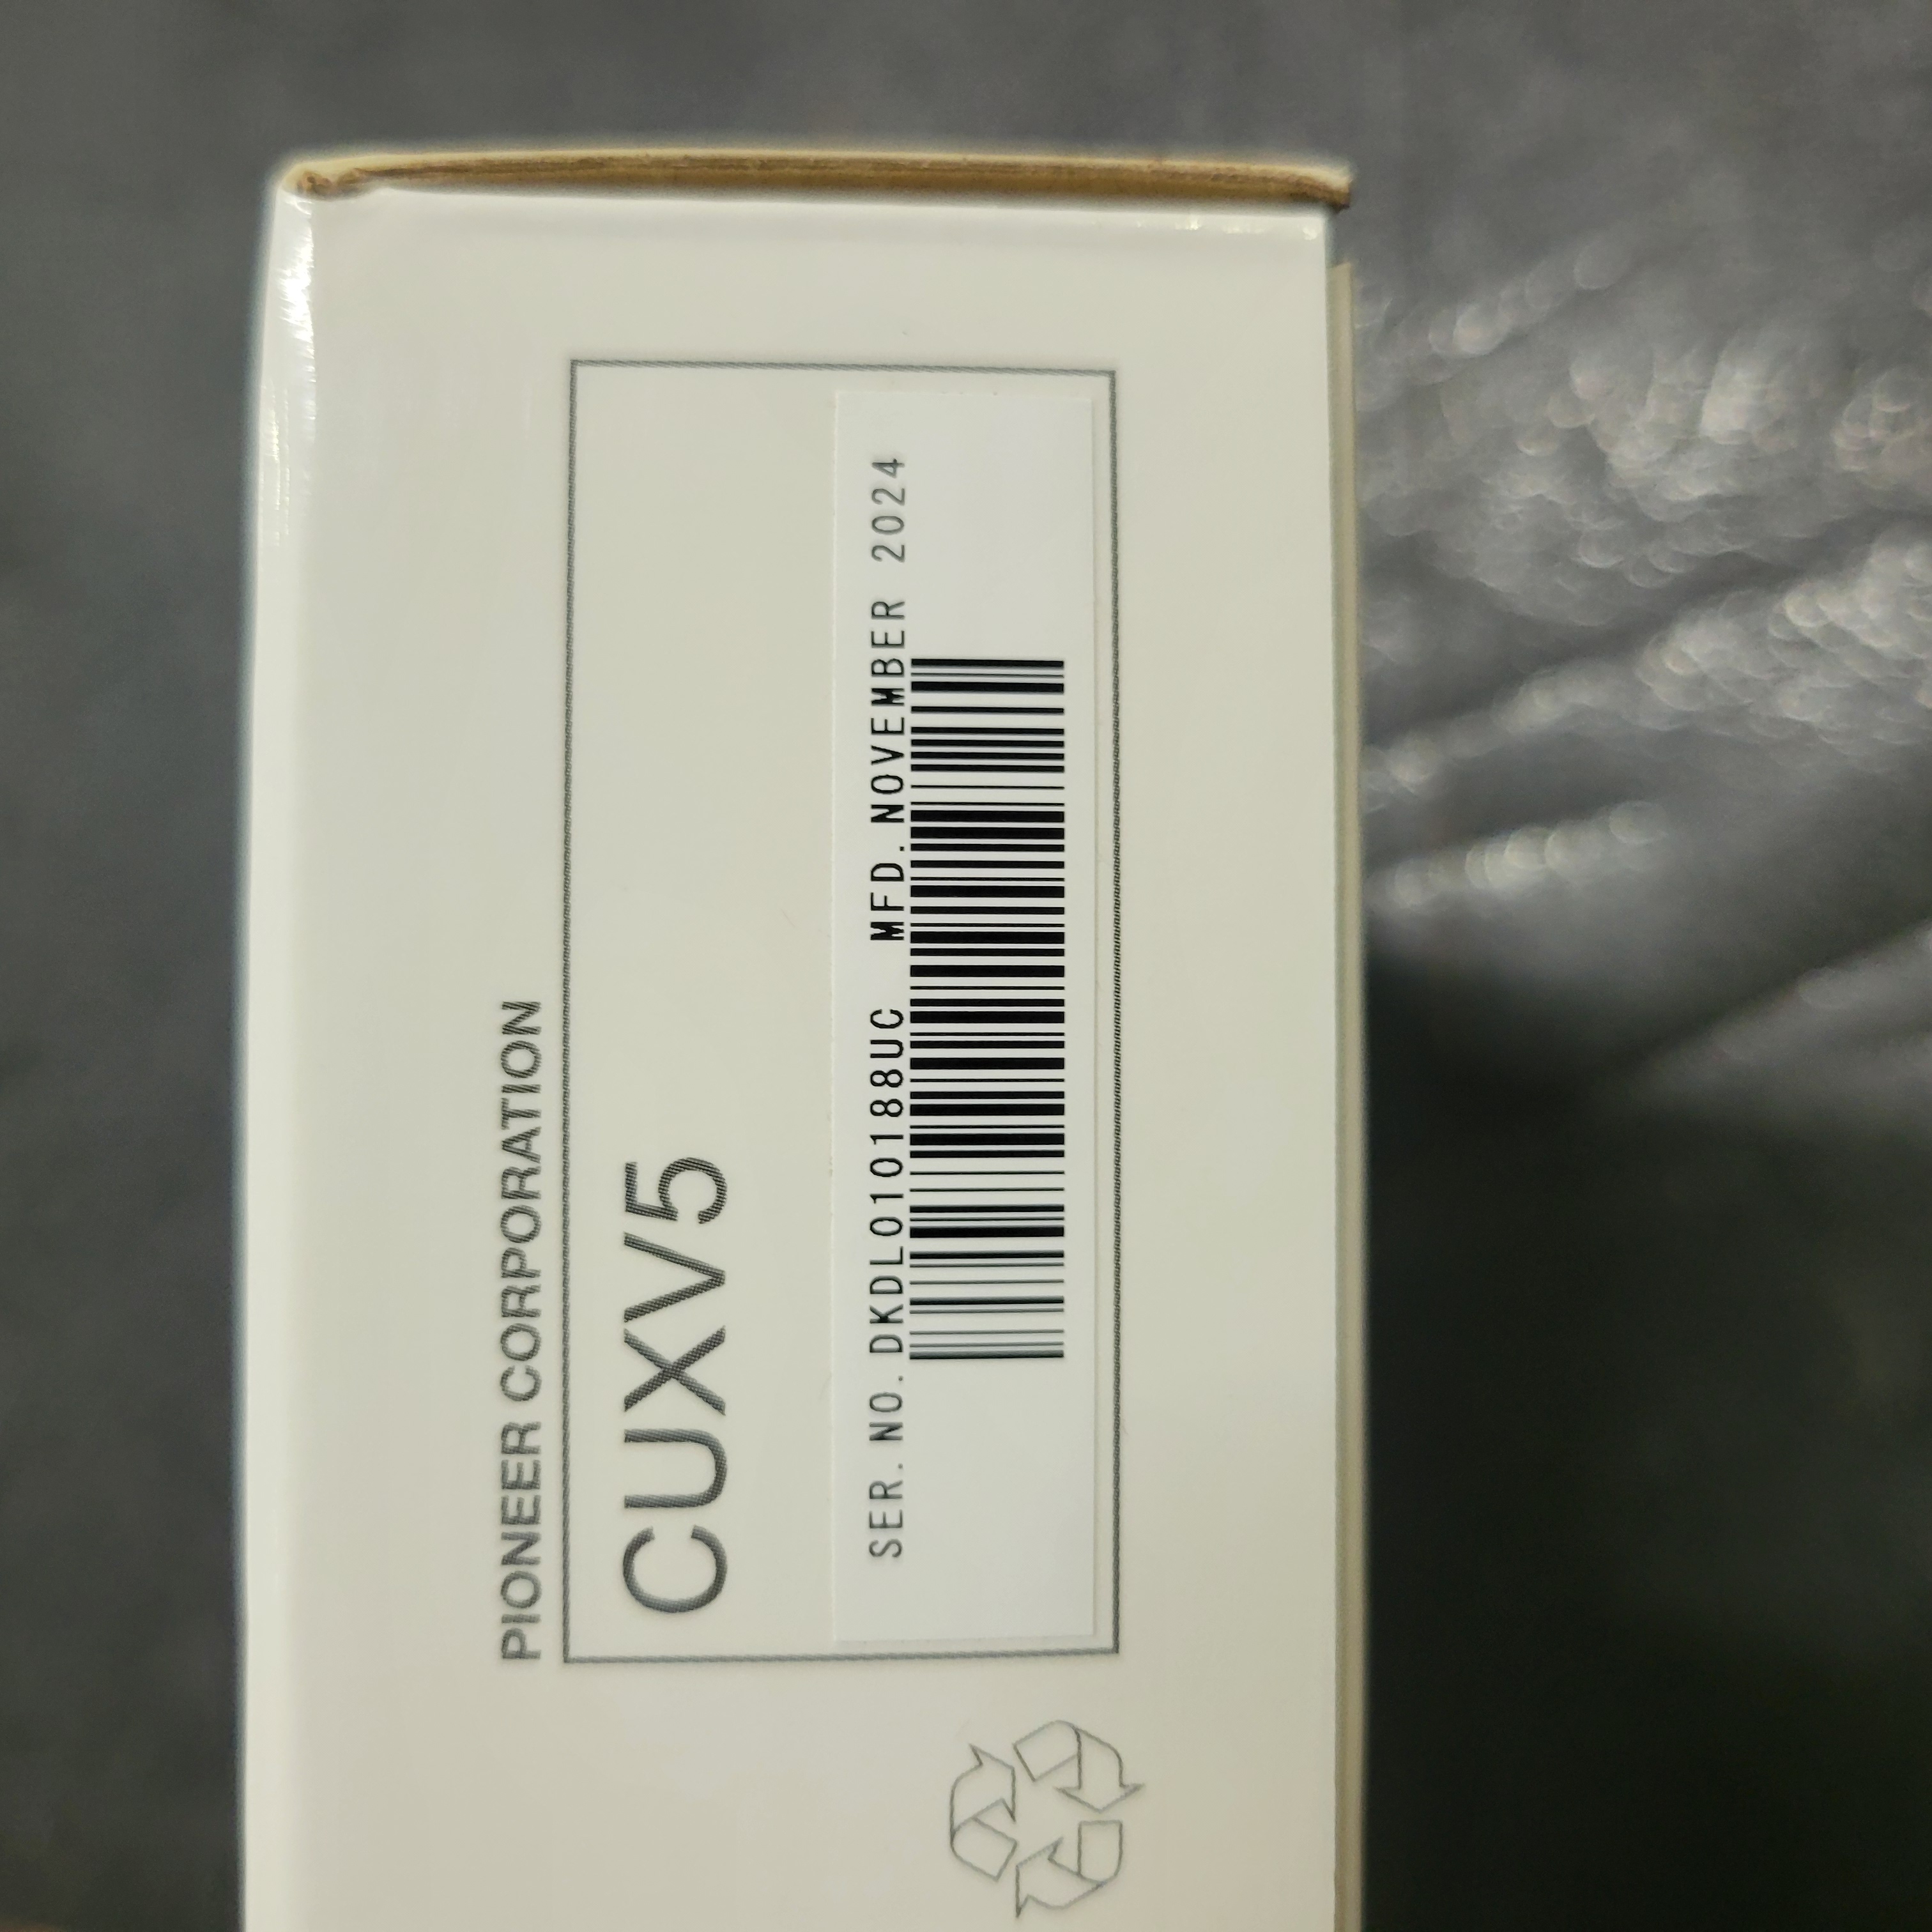 PIONEER CORPORATION
CUXV5
SER. NO. DKDL010188UC MFD. NOVEMBER 2024